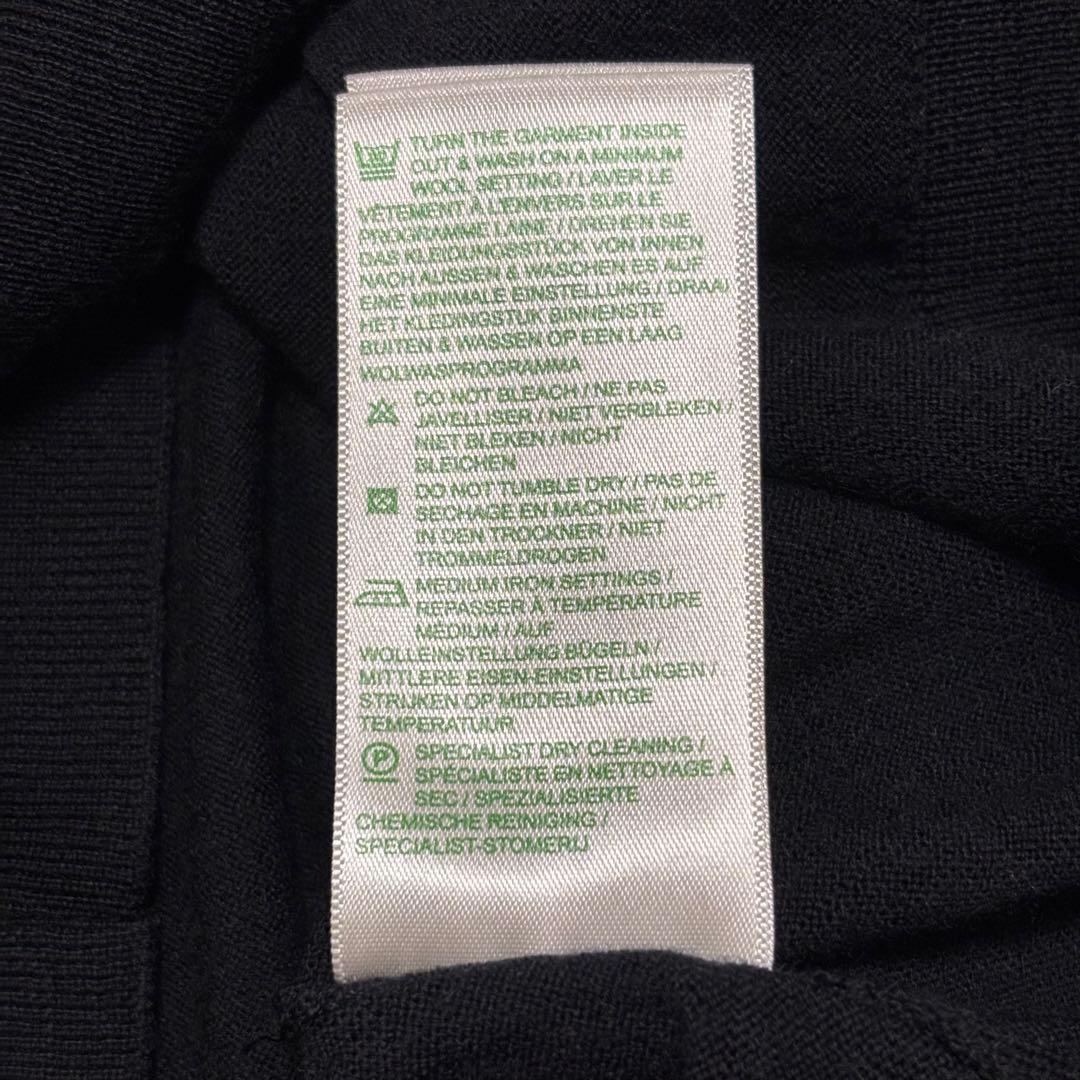 TURN THE GARMENT INSIDE
OUT & WASH ON A MINIMUM
WOOL SETTING / LAVER LE
VÊTEMENT À L'ENVERS SUR LE
PROGRAMME LAINE / DREHEN SIE
DAS KLEIDUNGSSTÜCK VON INNEN
NACH AUSSEN & WASCHEN ES AUF
EINE MINIMALE EINSTELLUNG / DRAAI
HET KLEDINGSTUK BINNENSTE
BUITEN & WASSEN OP EEN LAAG
WOLWASPROGRAMMA
DO NOT BLEACH / NE PAS
JAVELLISER / NIET VERBLEKEN /
NIET BLEKEN / NICHT
BLEICHEN
DO NOT TUMBLE DRY / PAS DE
SECHAGE EN MACHINE / NICHT
IN DEN TROCKNER / NIET
TROMMELDROGEN
MEDIUM IRON SETTINGS /
REPASSER À TEMPÉRATURE
MÉDIUM / AUF
WOLLEINSTELLUNG BÜGELN /
MITTLERE EISEN-EINSTELLUNGEN /
STRIJKEN OP MIDDELMATIGE
TEMPERATUUR
P SPECIALIST DRY CLEANING /
SPÉCIALISTE EN NETTOYAGE À
SEC / SPEZIALISIERTE
CHEMISCHE REINIGING /
SPECIALIST-STOMERIJ